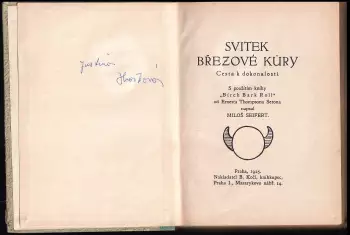 SVITEK
BŘEZOVÉ KŮRY
Cesta k dokonalosti
S použitím knihy
„Birch Bark Roll"
od Ernesta Thompsona Setona
napsal
MILOŠ SEIFERT.
Praha, 1925.
Nakladatel B. Kočí, knihkupec,
Praha I., Masarykovo nábř. 14.